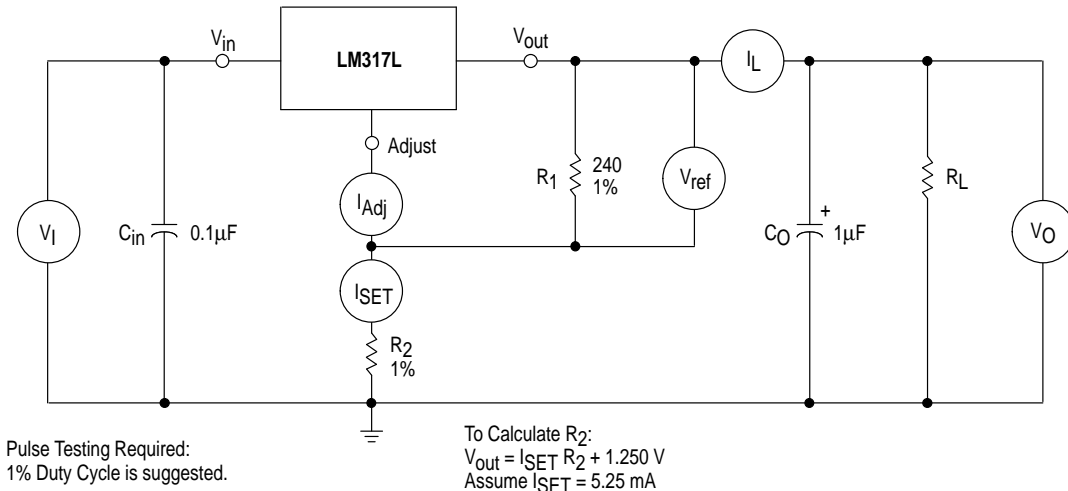 Vin
LM317L
Vout
IL
Adjust
R1
240
1%
Vref
RL
IAdj
VI
Cin
0.1µF
CO
+
1µF
VO
ISET
R2
1%
Pulse Testing Required:
1% Duty Cycle is suggested.
To Calculate R2:
Vout = ISET R2 + 1.250 V
Assume ISET = 5.25 mA